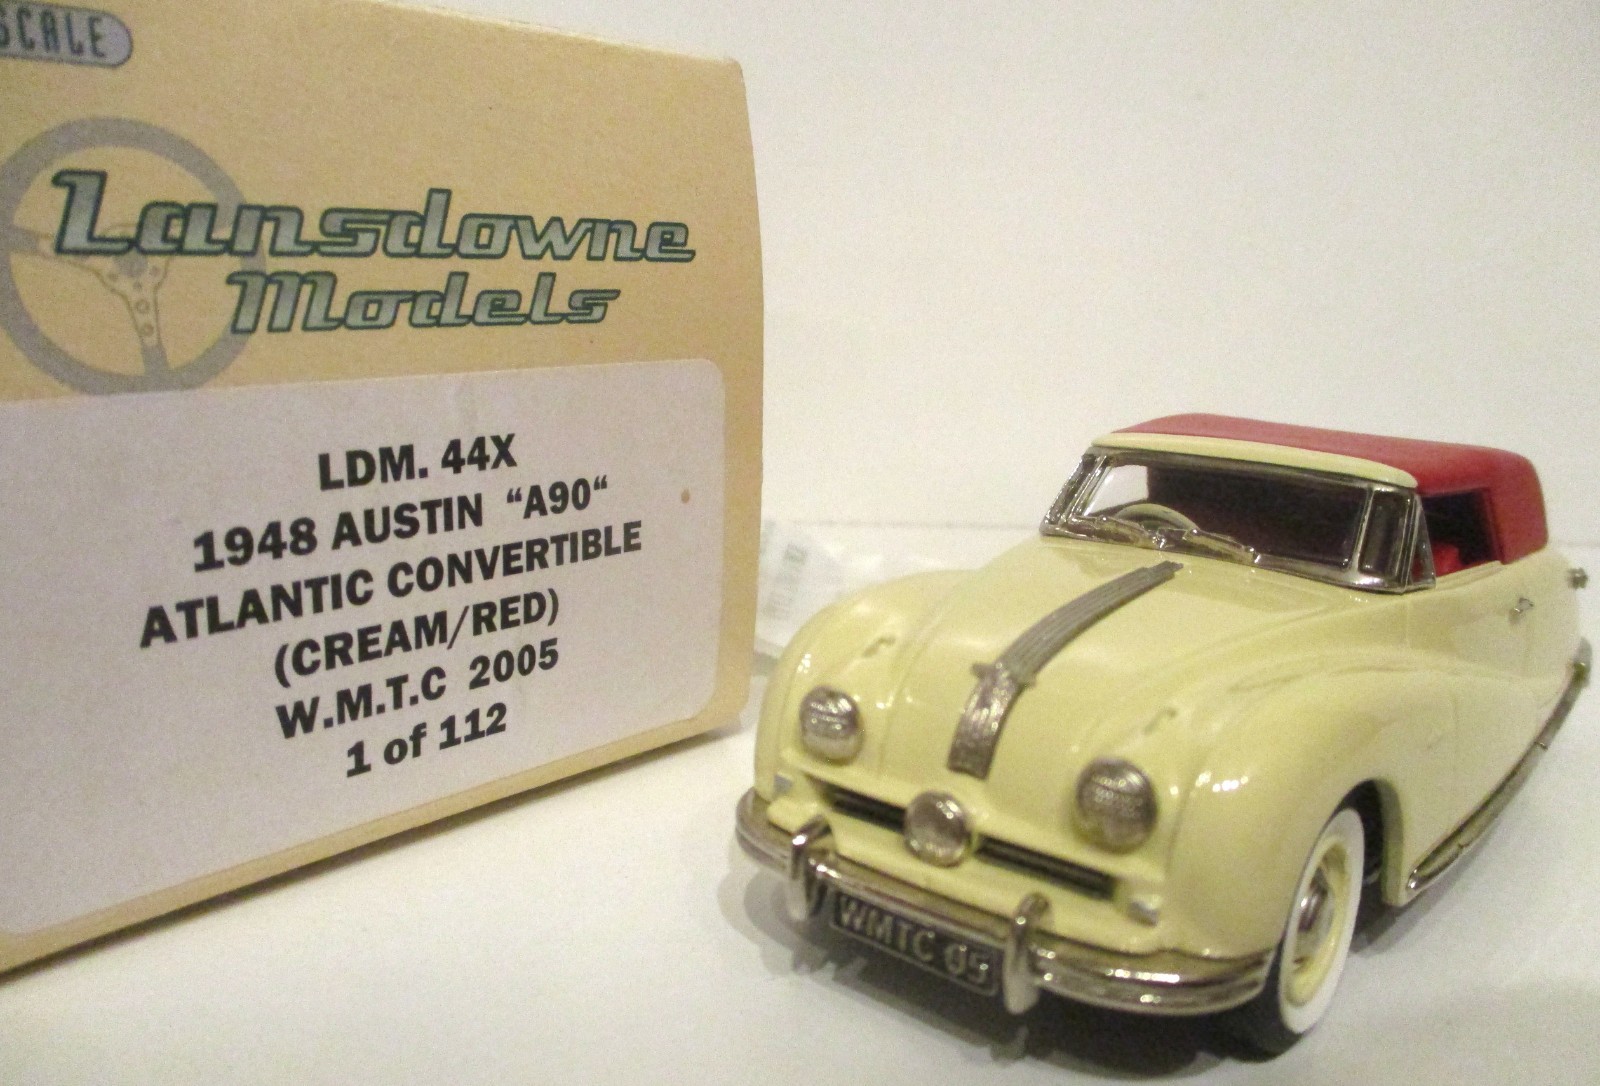 SCALE
Lansdowne
Models
LDM. 44X
1948 AUSTIN "A90“
ATLANTIC CONVERTIBLE
(CREAM/RED)
W.M.T.C 2005
1 of 112
WMTC 05